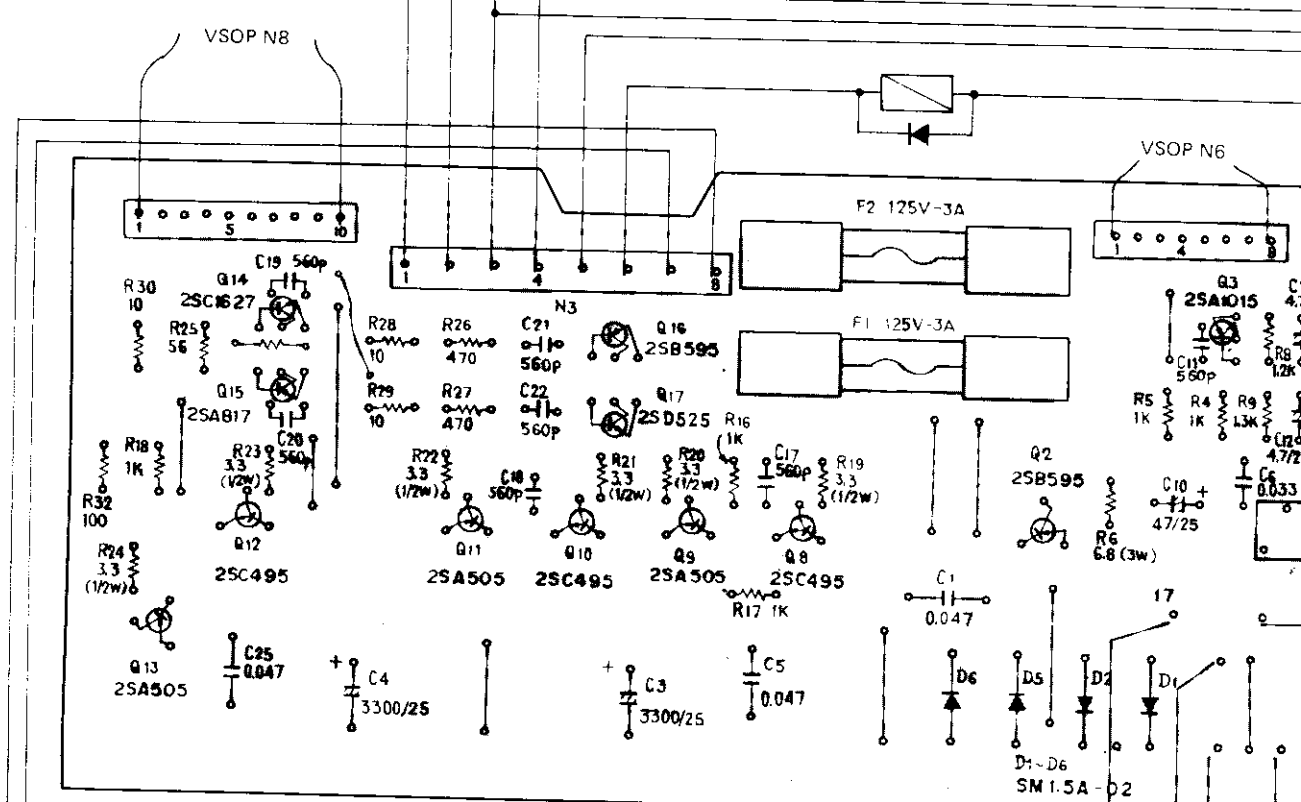 VSOP N8
VSOP N6
1
5
10
F2 125V-3A
1
4
8
N3
1
4
8
C19 560p
Q14
2SC1627
R30
10
R25
56
Q15
2SA817
C20
560p
R28
10
R26
470
C21
560p
Q16
2SB595
R29
10
R27
470
C22
560p
Q17
2SD525
F1 125V-3A
Q3
2SA1015
C11
560p
R8
1.2K
R5
1K
R4
1K
R9
1.3K
C12
4.7/2
R16
1K
R18
1K
R32
100
R23
3.3
(1/2W)
R22
3.3
(1/2W)
C18
560p
R21
3.3
(1/2W)
R20
3.3
(1/2W)
C17
560p
R19
3.3
(1/2W)
Q2
2SB595
C10
+
47/25
C6
0.033
R6
6.8 (3W)
R24
3.3
(1/2W)
Q12
2SC495
Q11
2SA505
Q10
2SC495
Q9
2SA505
Q8
2SC495
R17 1K
C1
0.047
17
Q13
2SA505
C25
0.047
+
C4
3300/25
+
C3
3300/25
C5
0.047
D6
D5
D2
D1
D1~D6
SM1.5A-02